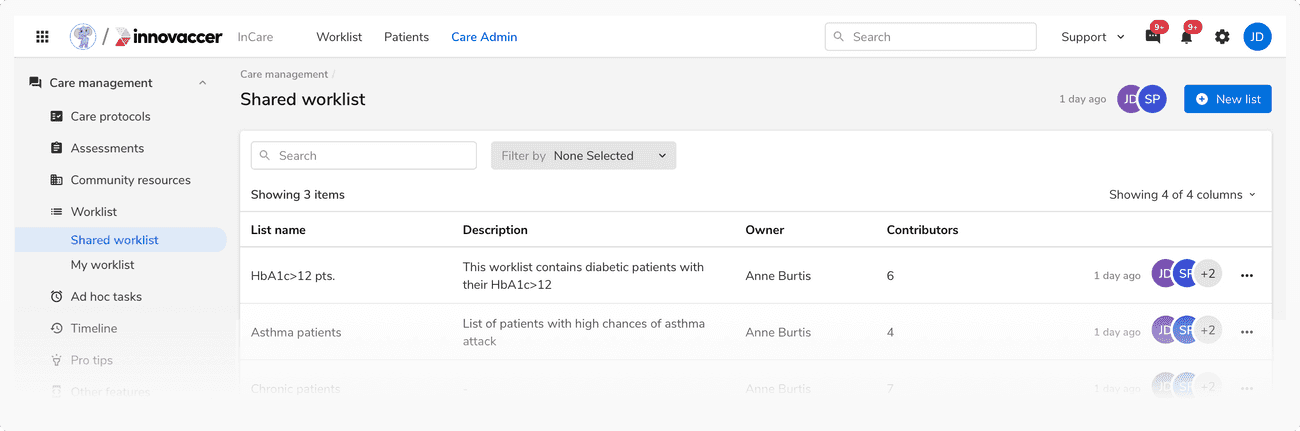 / innovaccer InCare Worklist Patients Care Admin Search Support 9+ 9+ JD
Care management
Care protocols
Assessments
Community resources
Worklist
Shared worklist
My worklist
Ad hoc tasks
Timeline
Pro tips
Other features
Care management /
Shared worklist 1 day ago JD SP New list
Search Filter by None Selected
Showing 3 items Showing 4 of 4 columns
List name Description Owner Contributors
HbA1c>12 pts. This worklist contains diabetic patients with
their HbA1c>12 Anne Burtis 6 1 day ago JD SP +2
Asthma patients List of patients with high chances of asthma
attack Anne Burtis 4 1 day ago JD SP +2
Chronic patients - Anne Burtis 7 1 day ago JD SP +2